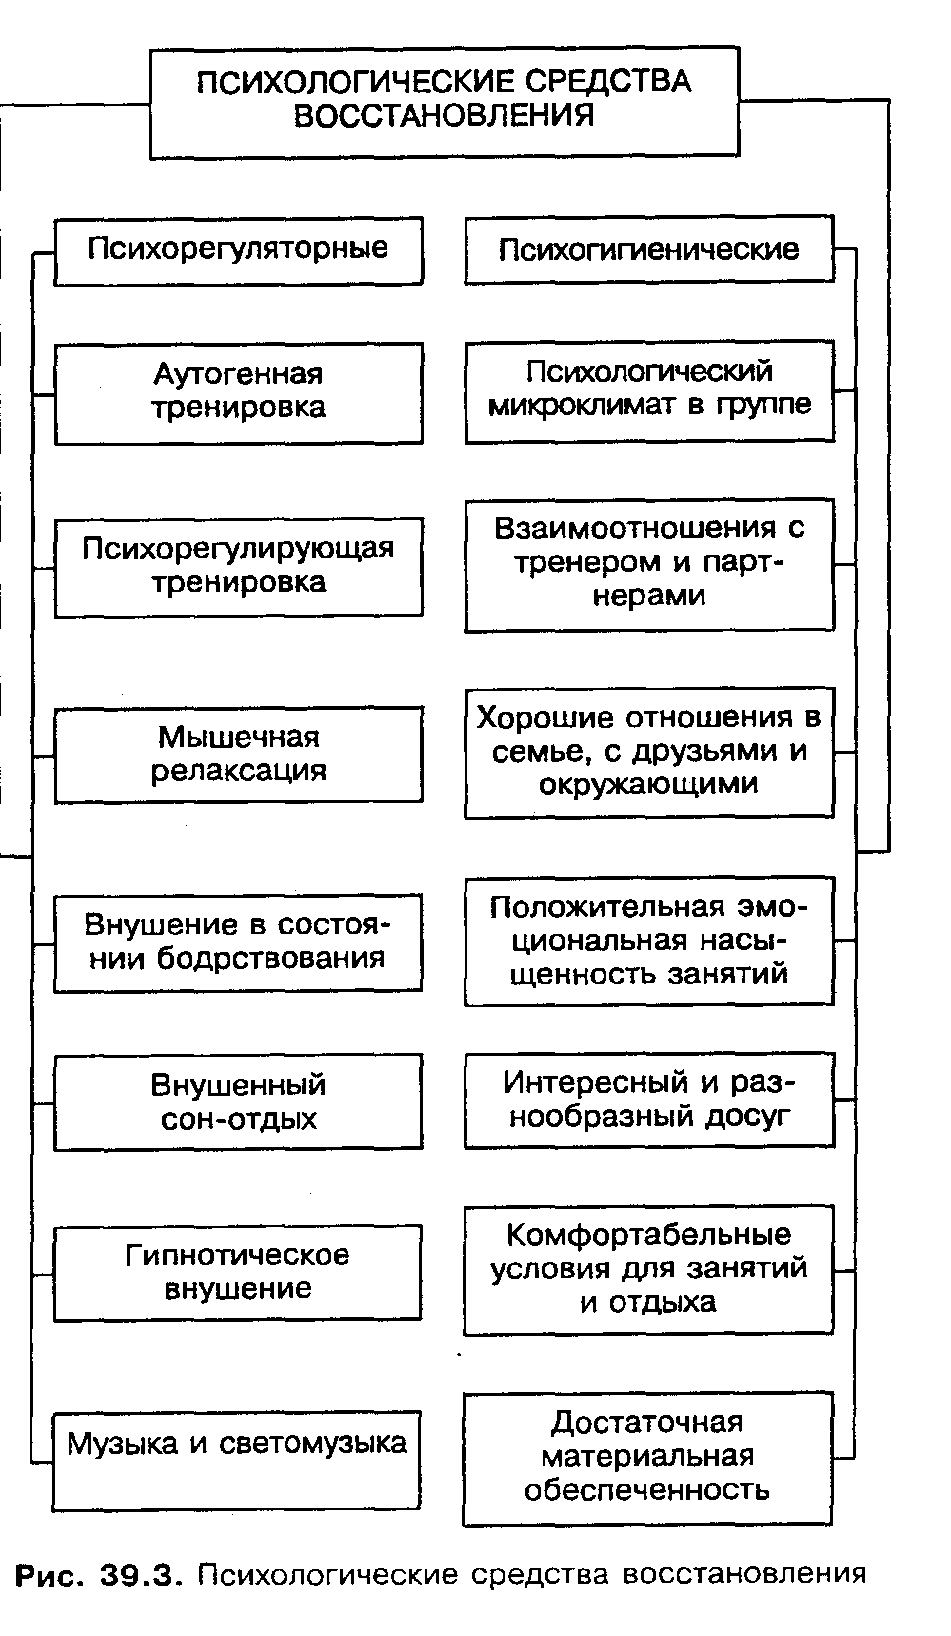 ПСИХОЛОГИЧЕСКИЕ СРЕДСТВА
ВОССТАНОВЛЕНИЯ
Психорегуляторные
Аутогенная
тренировка
Психорегулирующая
тренировка
Мышечная
релаксация
Внушение в состоя-
нии бодрствования
Внушенный
сон-отдых
Гипнотическое
внушение
Музыка и светомузыка
Психогигиенические
Психологический
микроклимат в группе
Взаимоотношения с
тренером и парт-
нерами
Хорошие отношения в
семье, с друзьями и
окружающими
Положительная эмо-
циональная насы-
щенность занятий
Интересный и раз-
нообразный досуг
Комфортабельные
условия для занятий
и отдыха
Достаточная
материальная
обеспеченность
Рис. 39.3. Психологические средства восстановления